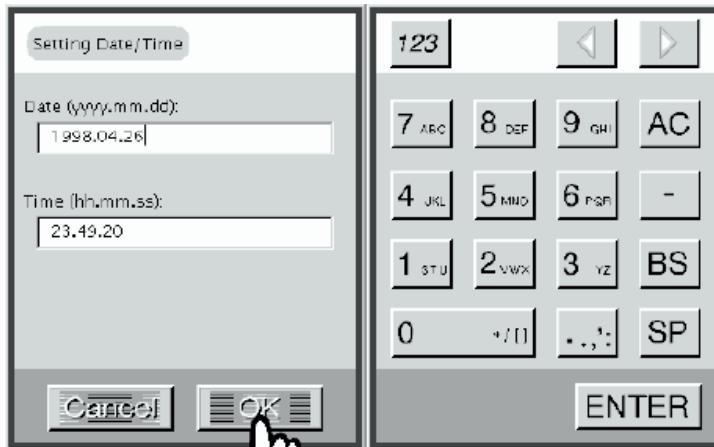 Setting Date/Time
Date (yyyy.mm.dd):
1998.04.26
Time (hh.mm.ss):
23.49.20
Cancel OK
123
7 ABC 8 DEF 9 GHI AC
4 JKL 5 MNO 6 PQR -
1 STU 2 VWX 3 YZ BS
0 */[] . .,': SP
ENTER